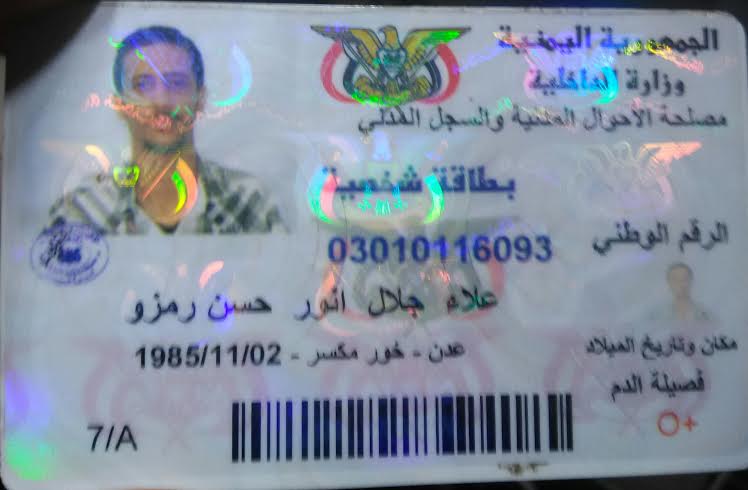 الجمهورية اليمنية
وزارة الداخلية
مصلحة الأحوال المدنية والسجل المدني
بطاقة شخصية
الرقم الوطني 03010116093
علاء جلال انور حسن رمزو
مكان وتاريخ الميلاد عدن - خور مكسر - 1985/11/02
فصيلة الدم
O+
7/A